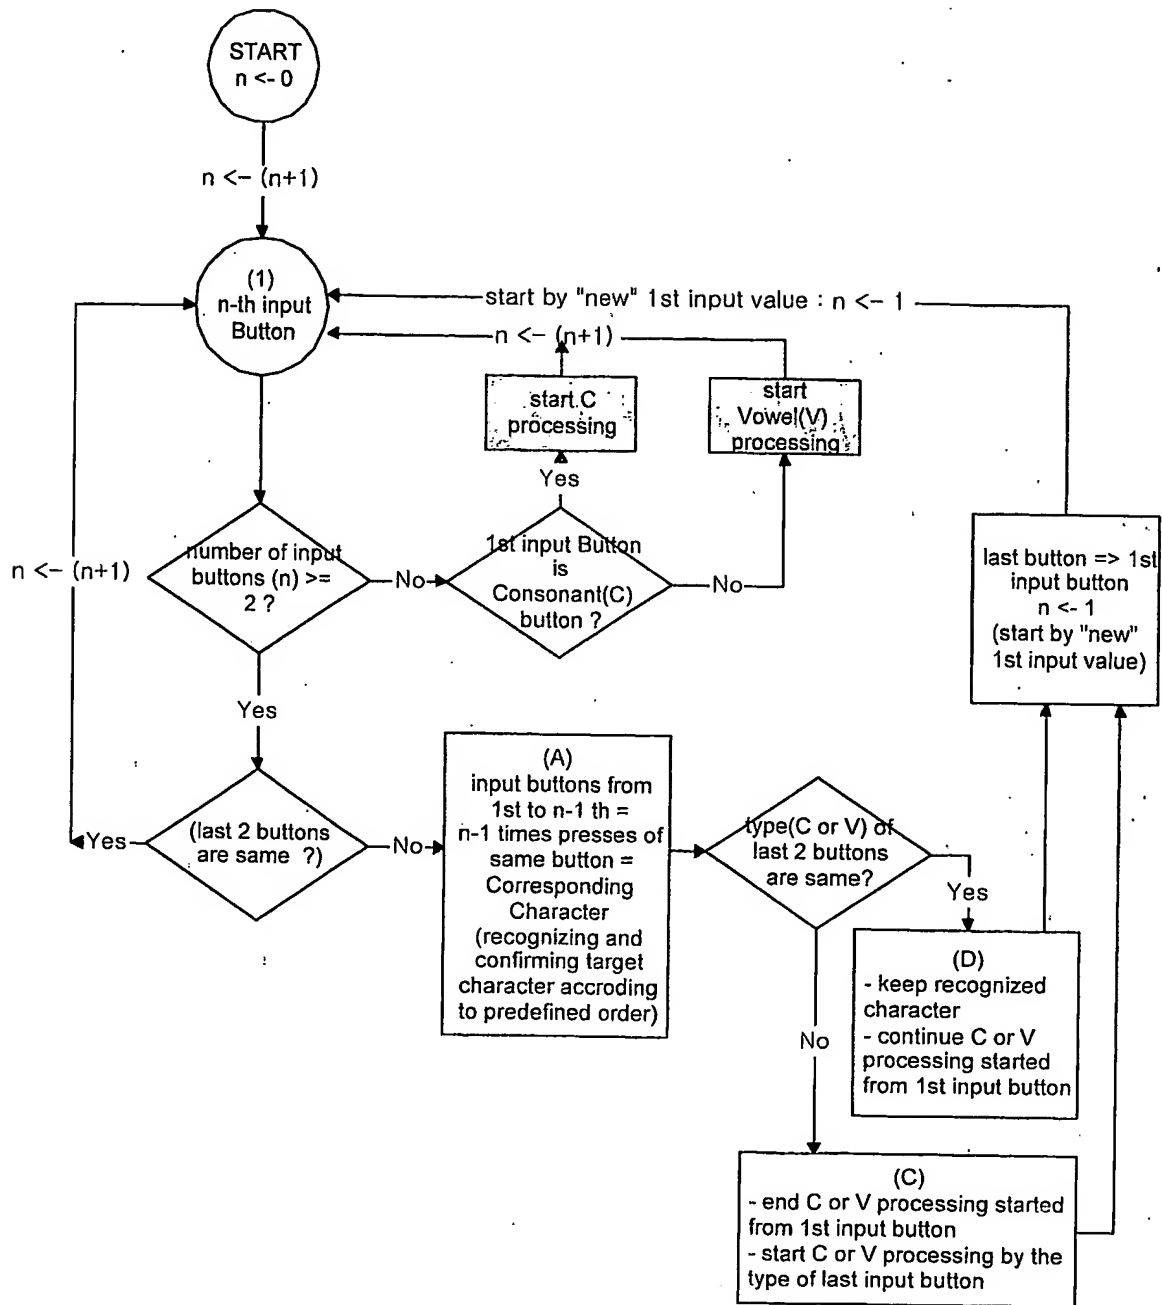 START
n <- 0
n <- (n+1)
(1)
n-th input
Button
start by "new" 1st input value : n <- 1
n <- (n+1)
start C
processing
start
Vowel(V)
processing
Yes
number of input
buttons (n) >=
2 ?
No
1st input Button
is
Consonant(C)
button ?
No
n <- (n+1)
last button => 1st
input button
n <- 1
(start by "new"
1st input value)
Yes
(last 2 buttons
are same ?)
Yes
No
(A)
input buttons from
1st to n-1 th =
n-1 times presses of
same button =
Corresponding
Character
(recognizing and
confirming target
character accroding
to predefined order)
type(C or V) of
last 2 buttons
are same?
Yes
(D)
- keep recognized
character
- continue C or V
processing started
from 1st input button
No
(C)
- end C or V processing started
from 1st input button
- start C or V processing by the
type of last input button